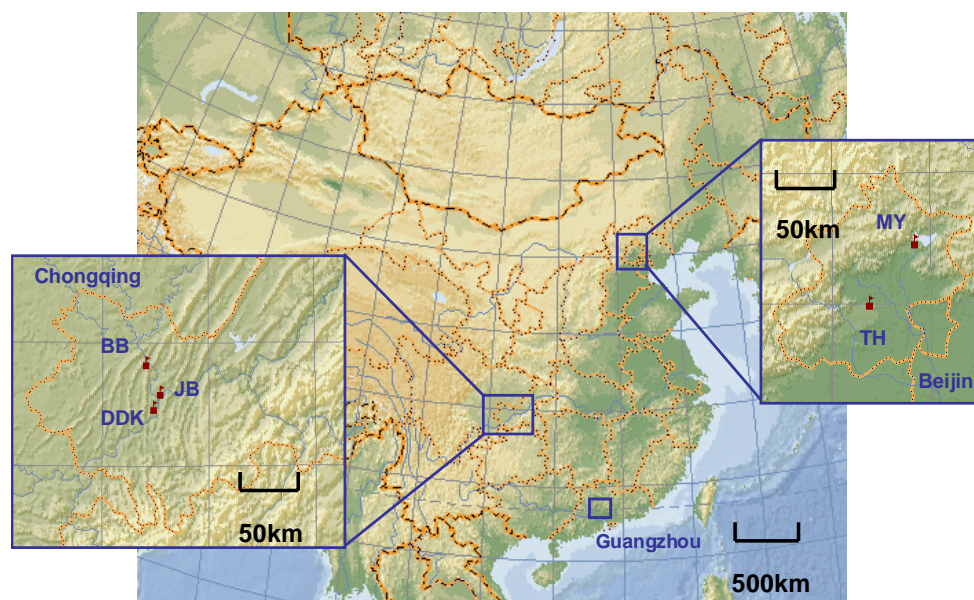 Chongqing
BB
JB
DDK
50km
50km
MY
TH
Beijin
Guangzhou
500km